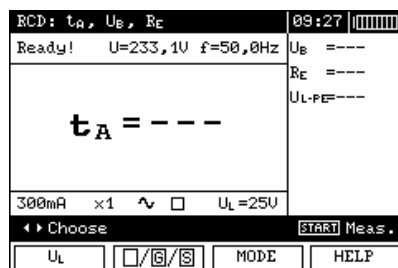 RCD: tA, UB, RE 09:27
Ready! U=233,1V f=50,0Hz
UB =---
RE =---
UL-PE=---
tA=---
300mA ×1 ∿ □ UL=25V
◂▸ Choose START Meas.
UL □/G/S MODE HELP